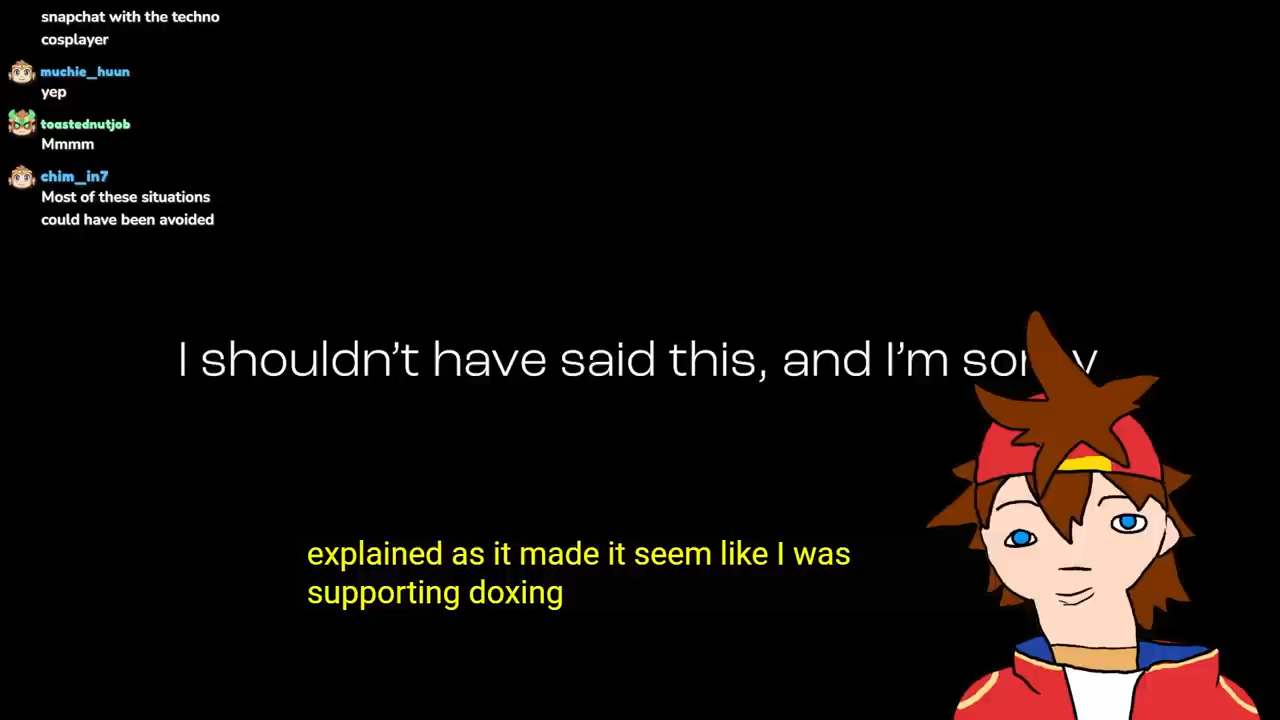 snapchat with the techno
cosplayer
muchie_huun
yep
toastednutjob
Mmmm
chim_in7
Most of these situations
could have been avoided
I shouldn't have said this, and I'm sorry
explained as it made it seem like I was
supporting doxing